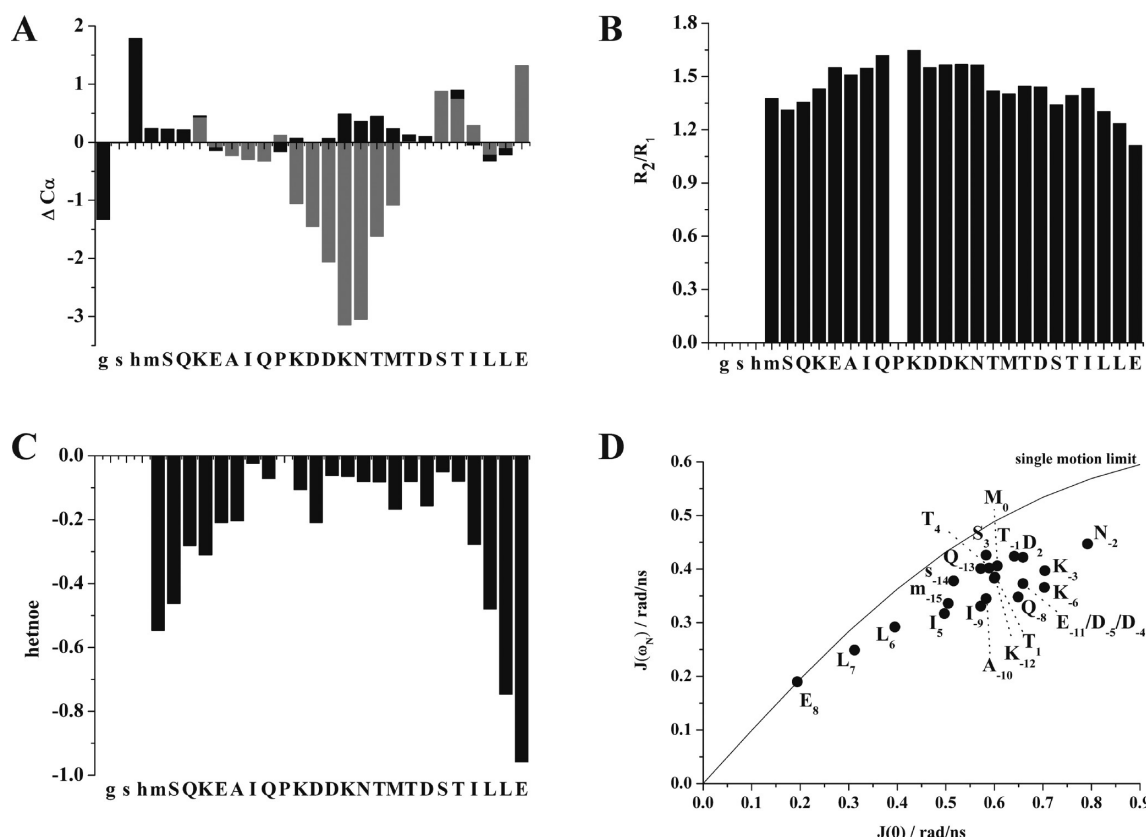 A
2
1
0
-1
-2
-3
Δ Cα
g s h m S Q K E A I Q P K D D K N T M T D S T I L L E
B
1.8
1.5
1.2
0.9
0.6
0.3
0.0
R2/R1
g s h m S Q K E A I Q P K D D K N T M T D S T I L L E
C
0.0
-0.2
-0.4
-0.6
-0.8
-1.0
hetnoe
g s h m S Q K E A I Q P K D D K N T M T D S T I L L E
D
0.6
0.5
0.4
0.3
0.2
0.1
0.0
J(ωN) / rad/ns
single motion limit
M0
T4
S3
T-1
D2
N-2
Q-13
K-3
s-14
K-6
m-15
I-9
Q-8
I5
E-11/D-5/D-4
L6
T1
K-12
L7
A-10
E8
0.0 0.1 0.2 0.3 0.4 0.5 0.6 0.7 0.8 0.9
J(0) / rad/ns